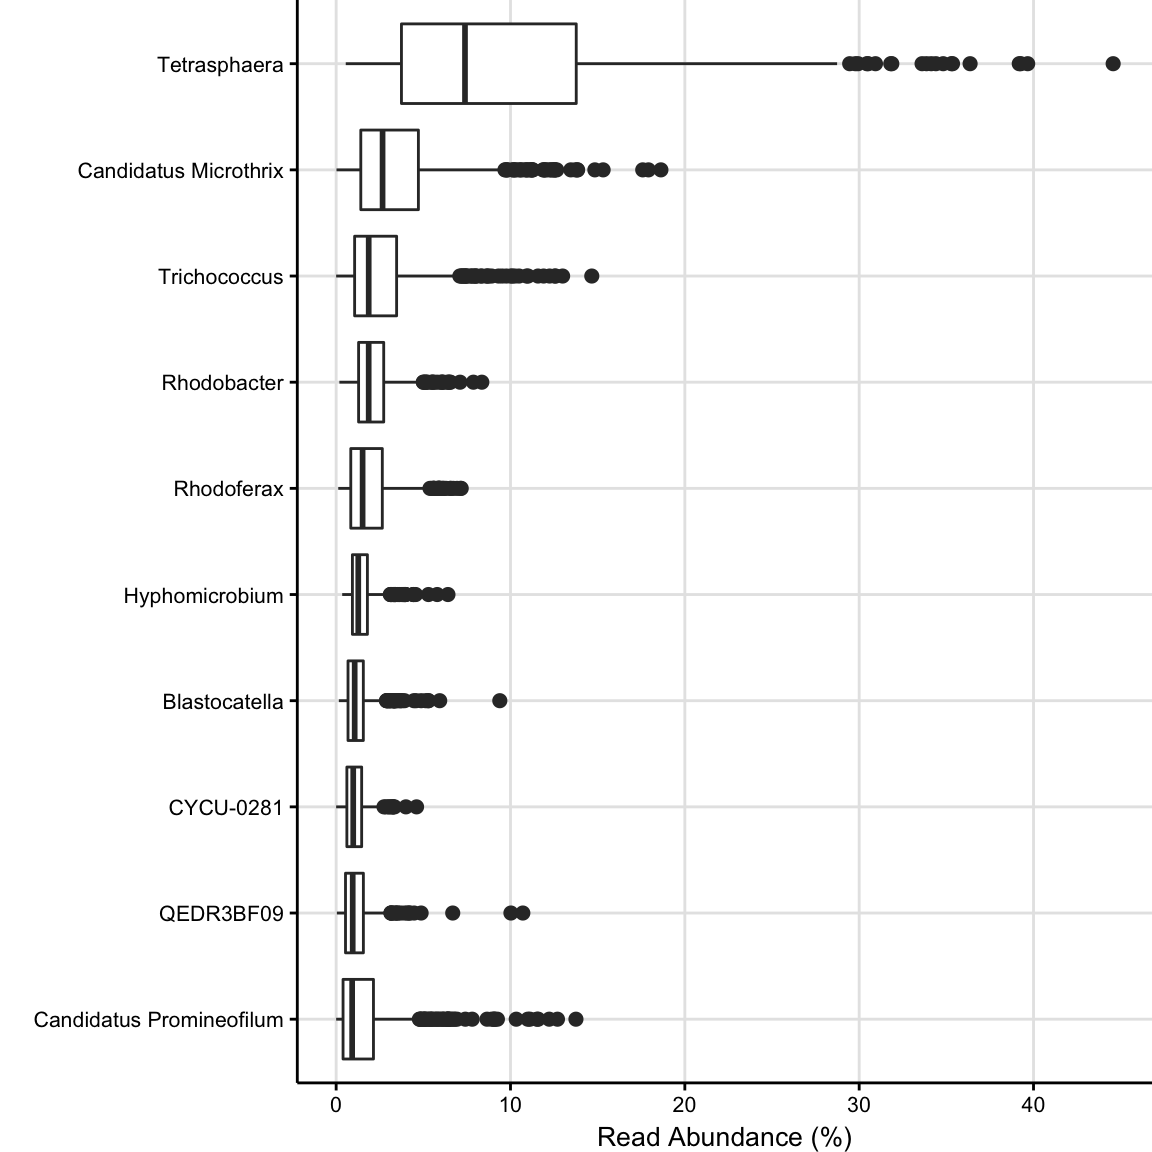 Tetrasphaera
Candidatus Microthrix
Trichococcus
Rhodobacter
Rhodoferax
Hyphomicrobium
Blastocatella
CYCU-0281
QEDR3BF09
Candidatus Promineofilum
0 10 20 30 40
Read Abundance (%)